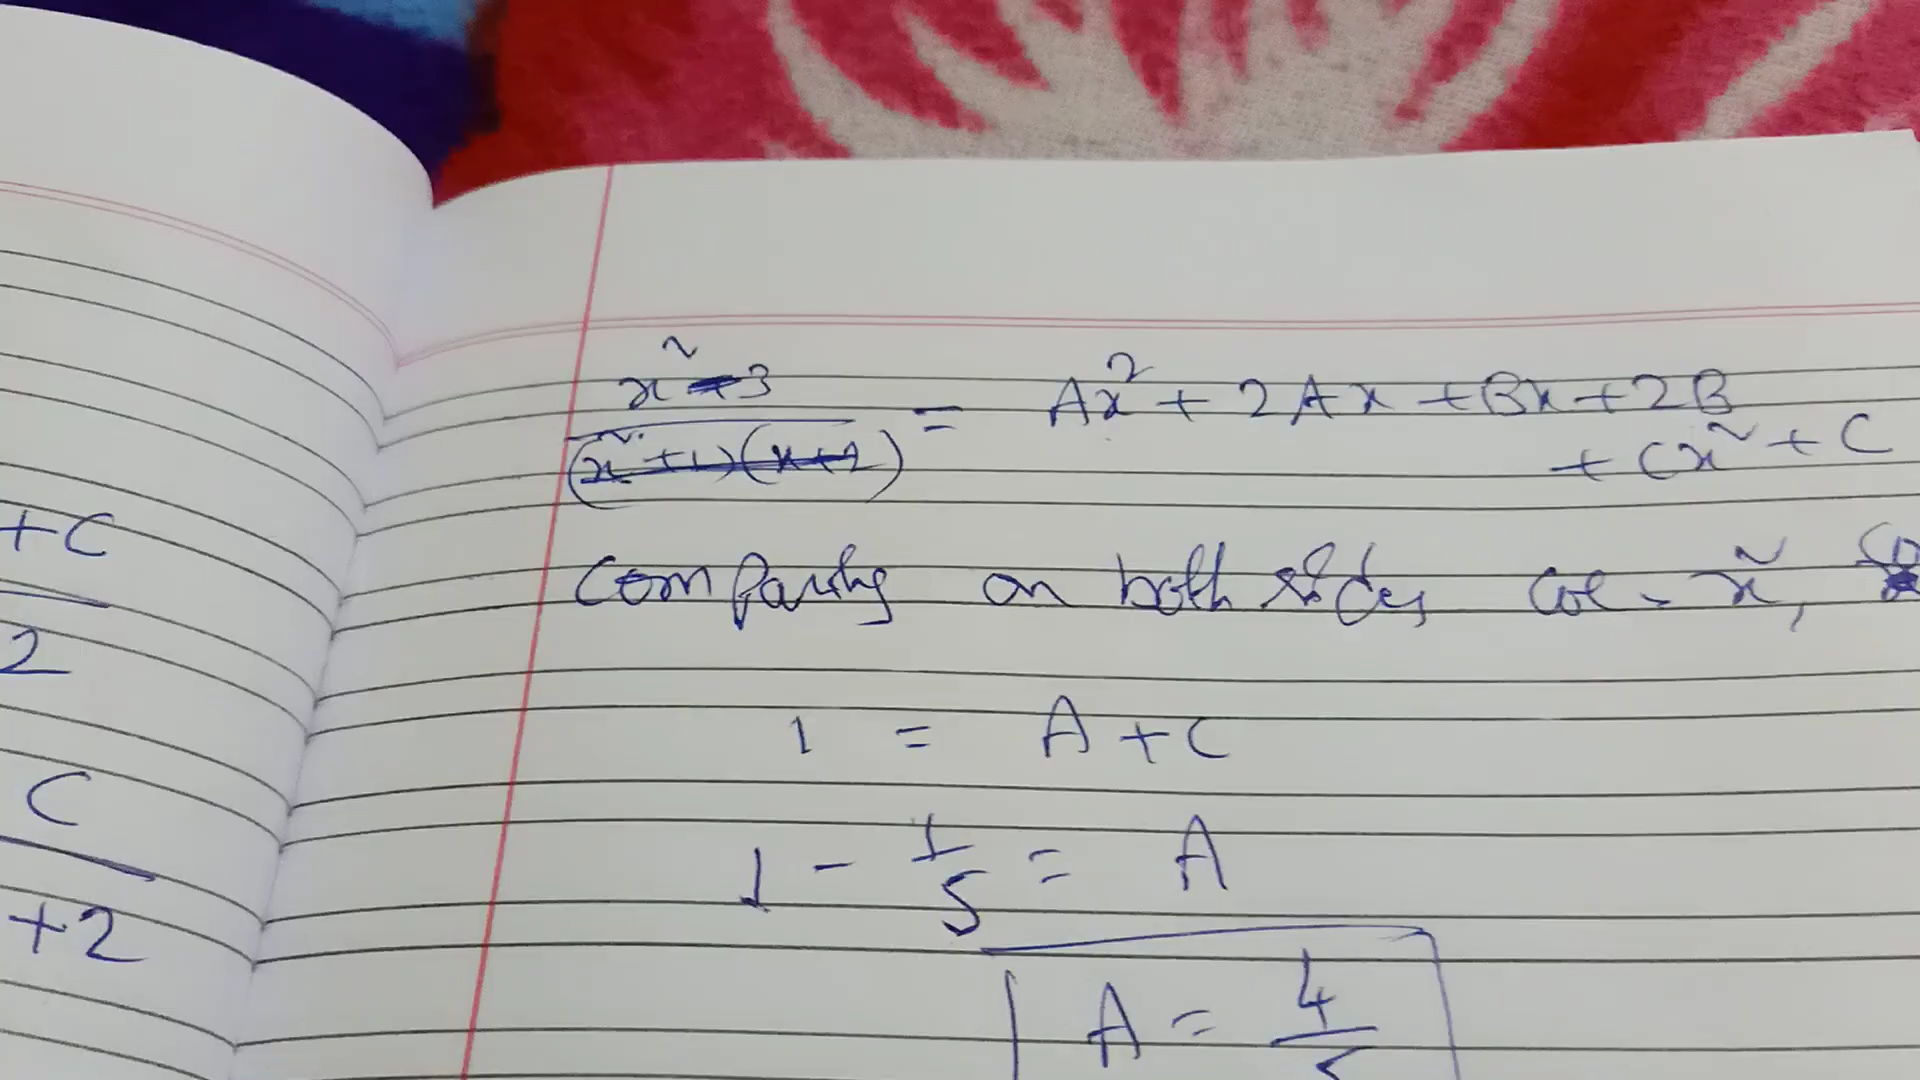 +C
2
C
+2
x² - 3
(x²+1)(x+2) = Ax² + 2Ax + Bx + 2B
+ Cx² + C
Comparing on both sides coe - x²,
1 = A + C
1 - 1/5 = A
A = 4/5